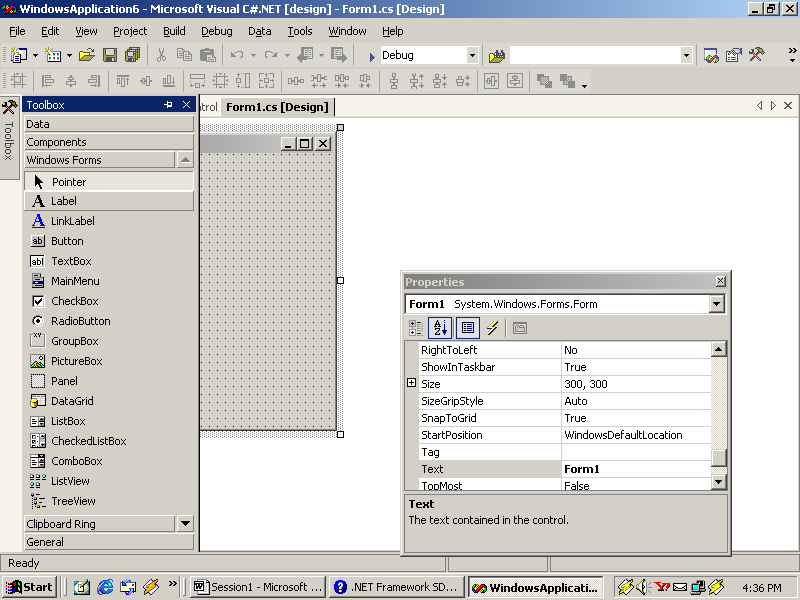 WindowsApplication6 - Microsoft Visual C#.NET [design] - Form1.cs [Design]
File Edit View Project Build Debug Data Tools Window Help
Debug
Toolbox
Toolbox
Form1.cs [Design]
Data
Components
Windows Forms
Pointer
A Label
A LinkLabel
ab Button
abl TextBox
MainMenu
CheckBox
RadioButton
XY GroupBox
PictureBox
Panel
DataGrid
ListBox
CheckedListBox
ComboBox
ListView
TreeView
Clipboard Ring
General
Properties
Form1 System.Windows.Forms.Form
RightToLeft No
ShowInTaskbar True
Size 300, 300
SizeGripStyle Auto
SnapToGrid True
StartPosition WindowsDefaultLocation
Tag
Text Form1
TopMost False
Text
The text contained in the control.
Ready
Start
Session1 - Microsoft ...
.NET Framework SD...
WindowsApplicati...
4:36 PM